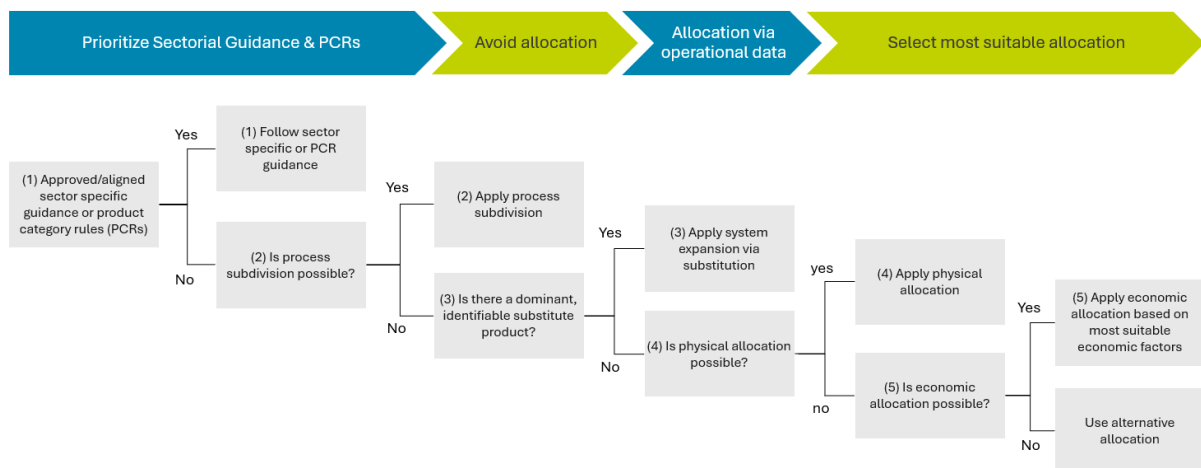 Prioritize Sectorial Guidance & PCRs
Avoid allocation
Allocation via
operational data
Select most suitable allocation
(1) Approved/aligned
sector specific
guidance or product
category rules (PCRs)
Yes
(1) Follow sector
specific or PCR
guidance
No
(2) Is process
subdivision possible?
Yes
(2) Apply process
subdivision
No
(3) Is there a dominant,
identifiable substitute
product?
Yes
(3) Apply system
expansion via
substitution
No
(4) Is physical allocation
possible?
yes
(4) Apply physical
allocation
no
(5) Is economic
allocation possible?
Yes
(5) Apply economic
allocation based on
most suitable
economic factors
No
Use alternative
allocation